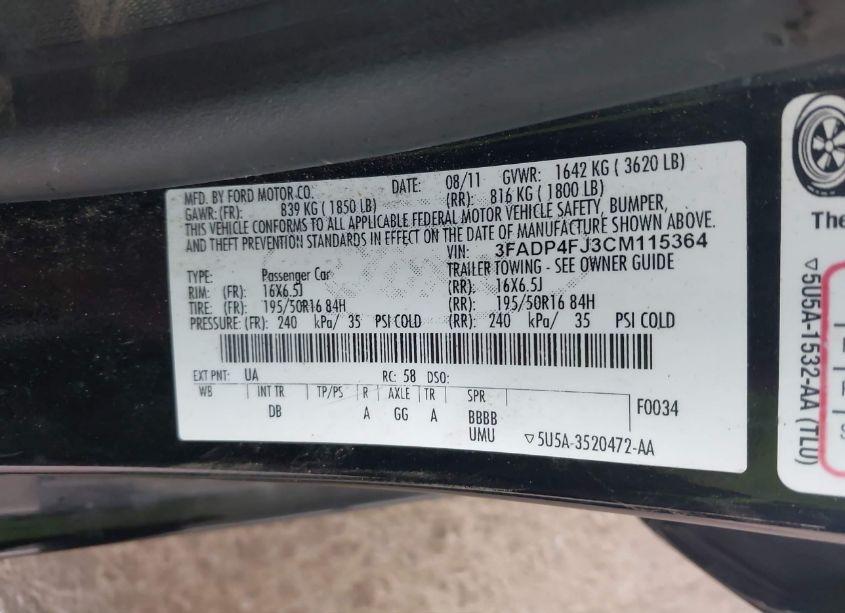 MFD. BY FORD MOTOR CO. DATE: 08/11 GVWR: 1642 KG ( 3620 LB)
GAWR: (FR): 839 KG ( 1850 LB) (RR): 816 KG ( 1800 LB)
THIS VEHICLE CONFORMS TO ALL APPLICABLE FEDERAL MOTOR VEHICLE SAFETY, BUMPER,
AND THEFT PREVENTION STANDARDS IN EFFECT ON THE DATE OF MANUFACTURE SHOWN ABOVE.
VIN: 3FADP4FJ3CM115364
TYPE: Passenger Car TRAILER TOWING - SEE OWNER GUIDE
RIM: (FR): 16X6.5J (RR): 16X6.5J
TIRE: (FR): 195/50R16 84H (RR): 195/50R16 84H
PRESSURE: (FR): 240 kPa/ 35 PSI COLD (RR): 240 kPa/ 35 PSI COLD
EXT PNT: UA RC: 58 DSO:
WB INT TR TP/PS R AXLE TR SPR
DB A GG A BBBB F0034
UMU ▽5U5A-3520472-AA
The
▽5U5A-1532-AA (TLU)